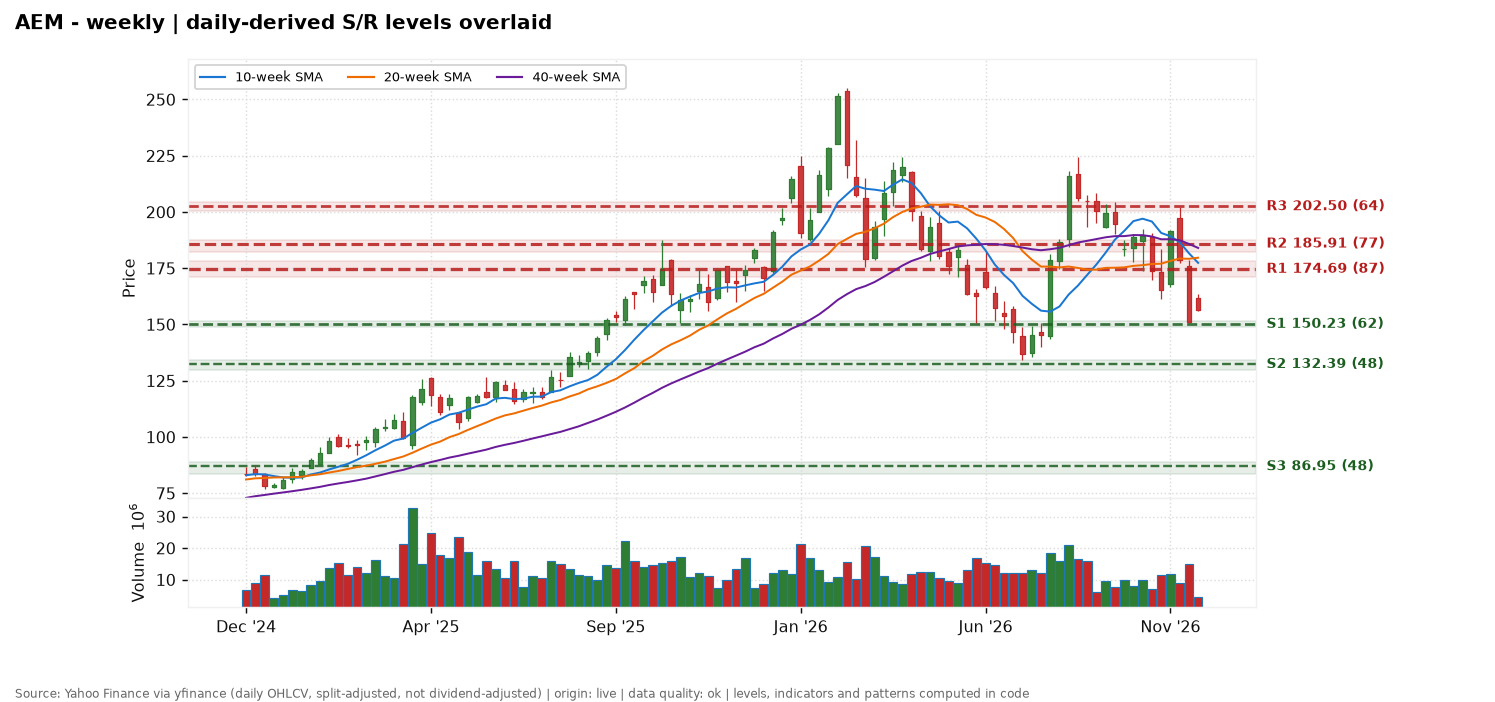 AEM - weekly | daily-derived S/R levels overlaid
10-week SMA 20-week SMA 40-week SMA
Price
250
225
200
175
150
125
100
75
R3 202.50 (64)
R2 185.91 (77)
R1 174.69 (87)
S1 150.23 (62)
S2 132.39 (48)
S3 86.95 (48)
Volume 10⁶
30
20
10
Dec '24 Apr '25 Sep '25 Jan '26 Jun '26 Nov '26
Source: Yahoo Finance via yfinance (daily OHLCV, split-adjusted, not dividend-adjusted) | origin: live | data quality: ok | levels, indicators and patterns computed in code